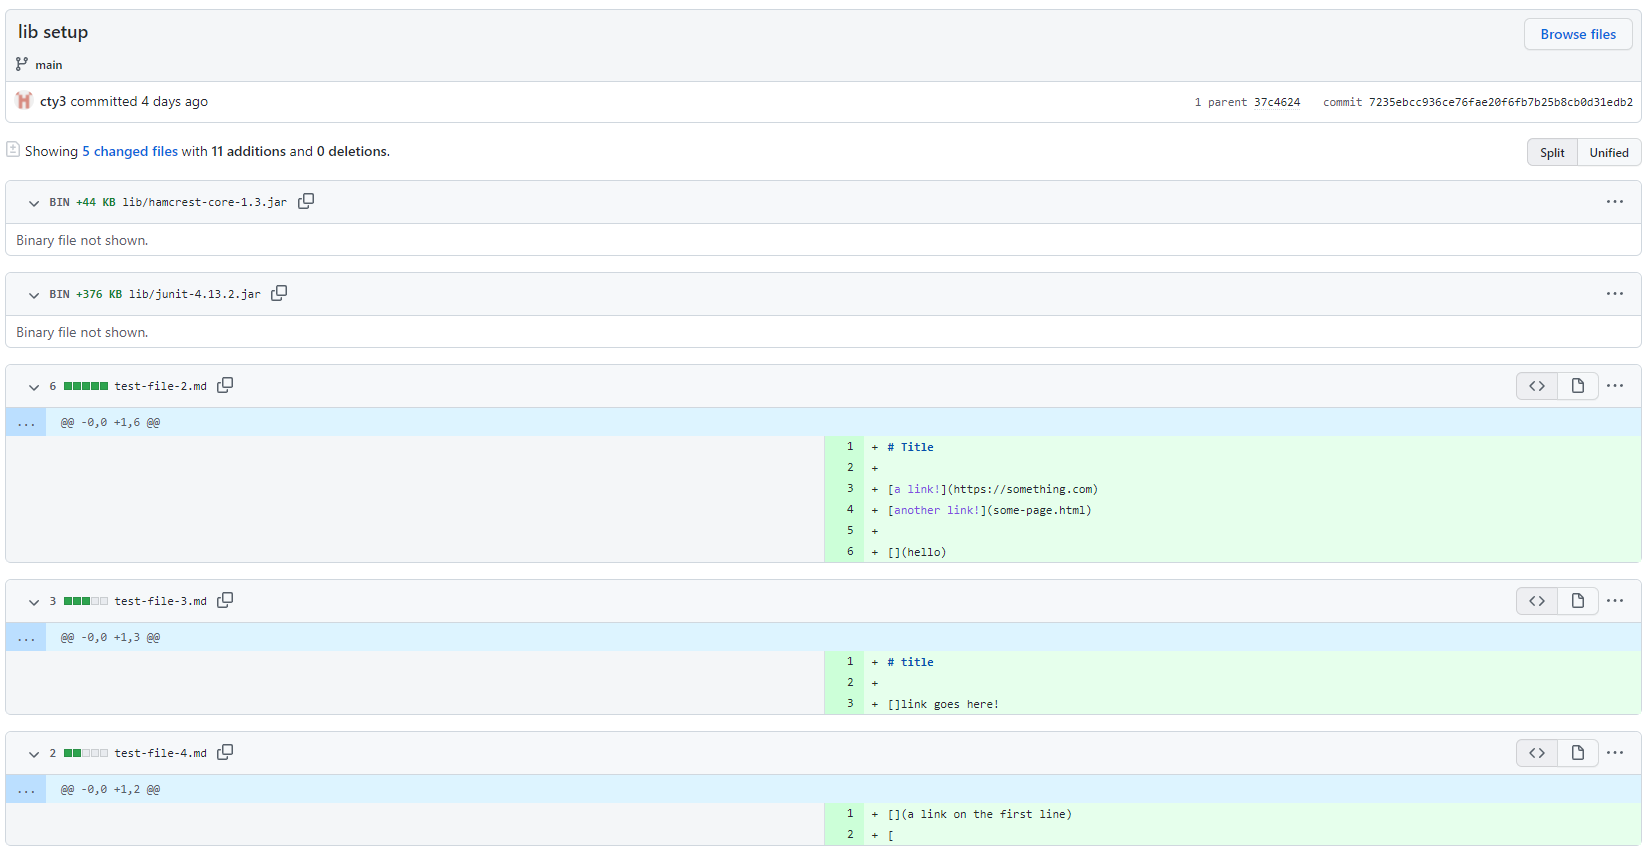 lib setup
Browse files
main
cty3 committed 4 days ago
1 parent 37c4624 commit 7235ebcc936ce76fae20f6fb7b25b8cb0d31edb2
Showing 5 changed files with 11 additions and 0 deletions.
Split Unified
BIN +44 KB lib/hamcrest-core-1.3.jar
Binary file not shown.
BIN +376 KB lib/junit-4.13.2.jar
Binary file not shown.
6 test-file-2.md
... @@ -0,0 +1,6 @@
1 + # Title
2 +
3 + [a link!](https://something.com)
4 + [another link!](some-page.html)
5 +
6 + [](hello)
3 test-file-3.md
... @@ -0,0 +1,3 @@
1 + # title
2 +
3 + []link goes here!
2 test-file-4.md
... @@ -0,0 +1,2 @@
1 + [](a link on the first line)
2 + [